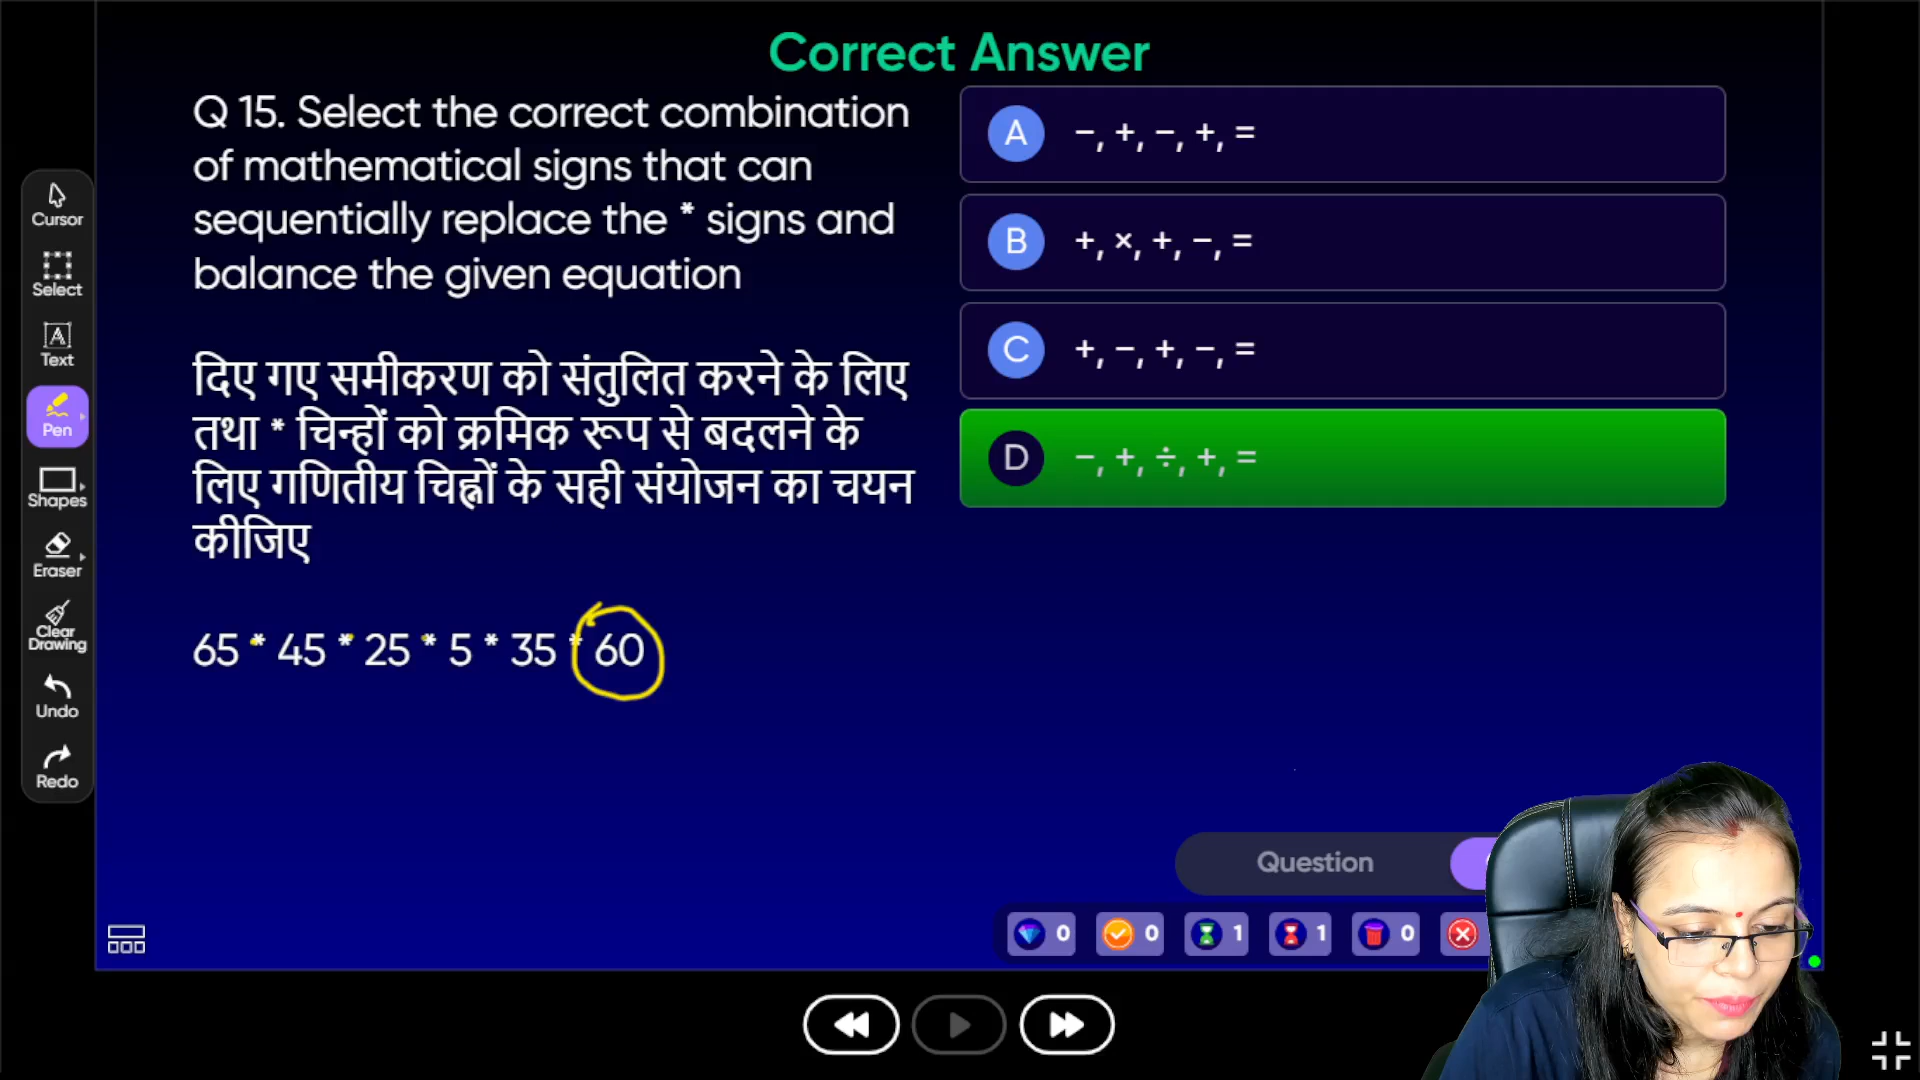 Correct Answer
Q 15. Select the correct combination
of mathematical signs that can
sequentially replace the * signs and
balance the given equation
दिए गए समीकरण को संतुलित करने के लिए
तथा * चिन्हों को क्रमिक रूप से बदलने के
लिए गणितीय चिह्नों के सही संयोजन का चयन
कीजिए
65 * 45 * 25 * 5 * 35 * 60
A −, +, −, +, =
B +, ×, +, −, =
C +, −, +, −, =
D −, +, ÷, +, =
Cursor
Select
A
Text
Pen
Shapes
Eraser
Clear
Drawing
Undo
Redo
Question
0 0 1 1 0